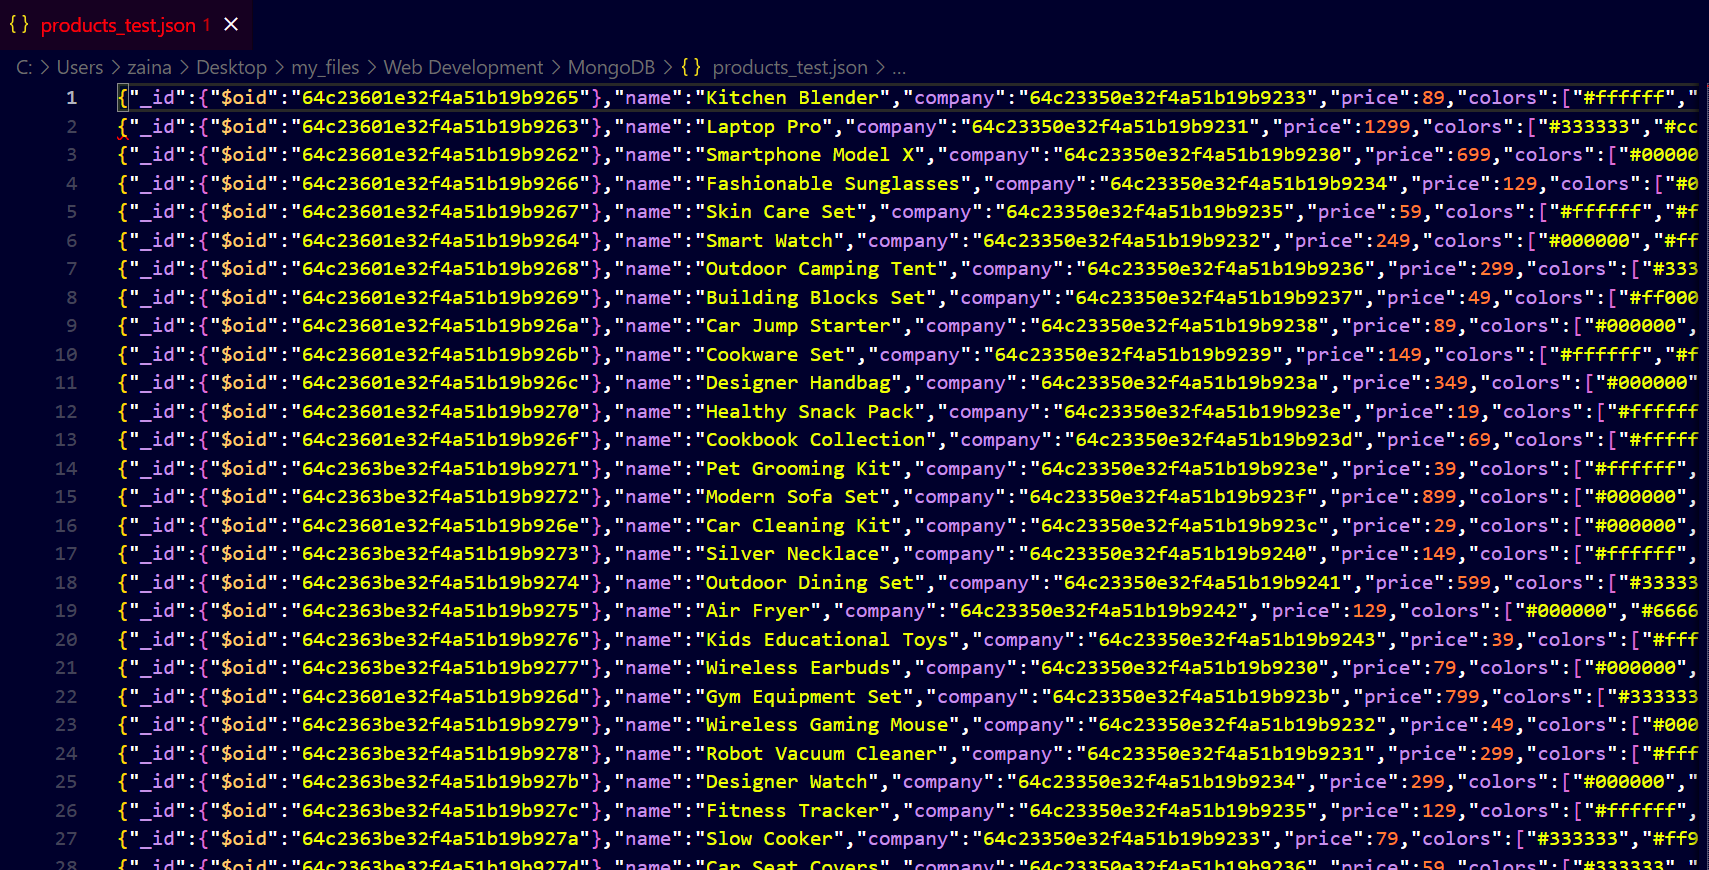 { } products_test.json 1 ×
C: > Users > zaina > Desktop > my_files > Web Development > MongoDB > { } products_test.json > ...
1 {"_id":{"$oid":"64c23601e32f4a51b19b9265"},"name":"Kitchen Blender","company":"64c23350e32f4a51b19b9233","price":89,"colors":["#ffffff","
2 {"_id":{"$oid":"64c23601e32f4a51b19b9263"},"name":"Laptop Pro","company":"64c23350e32f4a51b19b9231","price":1299,"colors":["#333333","#cc
3 {"_id":{"$oid":"64c23601e32f4a51b19b9262"},"name":"Smartphone Model X","company":"64c23350e32f4a51b19b9230","price":699,"colors":["#00000
4 {"_id":{"$oid":"64c23601e32f4a51b19b9266"},"name":"Fashionable Sunglasses","company":"64c23350e32f4a51b19b9234","price":129,"colors":["#0
5 {"_id":{"$oid":"64c23601e32f4a51b19b9267"},"name":"Skin Care Set","company":"64c23350e32f4a51b19b9235","price":59,"colors":["#ffffff","#f
6 {"_id":{"$oid":"64c23601e32f4a51b19b9264"},"name":"Smart Watch","company":"64c23350e32f4a51b19b9232","price":249,"colors":["#000000","#ff
7 {"_id":{"$oid":"64c23601e32f4a51b19b9268"},"name":"Outdoor Camping Tent","company":"64c23350e32f4a51b19b9236","price":299,"colors":["#333
8 {"_id":{"$oid":"64c23601e32f4a51b19b9269"},"name":"Building Blocks Set","company":"64c23350e32f4a51b19b9237","price":49,"colors":["#ff000
9 {"_id":{"$oid":"64c23601e32f4a51b19b926a"},"name":"Car Jump Starter","company":"64c23350e32f4a51b19b9238","price":89,"colors":["#000000",
10 {"_id":{"$oid":"64c23601e32f4a51b19b926b"},"name":"Cookware Set","company":"64c23350e32f4a51b19b9239","price":149,"colors":["#ffffff","#f
11 {"_id":{"$oid":"64c23601e32f4a51b19b926c"},"name":"Designer Handbag","company":"64c23350e32f4a51b19b923a","price":349,"colors":["#000000"
12 {"_id":{"$oid":"64c23601e32f4a51b19b9270"},"name":"Healthy Snack Pack","company":"64c23350e32f4a51b19b923e","price":19,"colors":["#ffffff
13 {"_id":{"$oid":"64c23601e32f4a51b19b926f"},"name":"Cookbook Collection","company":"64c23350e32f4a51b19b923d","price":69,"colors":["#fffff
14 {"_id":{"$oid":"64c2363be32f4a51b19b9271"},"name":"Pet Grooming Kit","company":"64c23350e32f4a51b19b923e","price":39,"colors":["#ffffff",
15 {"_id":{"$oid":"64c2363be32f4a51b19b9272"},"name":"Modern Sofa Set","company":"64c23350e32f4a51b19b923f","price":899,"colors":["#000000",
16 {"_id":{"$oid":"64c23601e32f4a51b19b926e"},"name":"Car Cleaning Kit","company":"64c23350e32f4a51b19b923c","price":29,"colors":["#000000",
17 {"_id":{"$oid":"64c2363be32f4a51b19b9273"},"name":"Silver Necklace","company":"64c23350e32f4a51b19b9240","price":149,"colors":["#ffffff",
18 {"_id":{"$oid":"64c2363be32f4a51b19b9274"},"name":"Outdoor Dining Set","company":"64c23350e32f4a51b19b9241","price":599,"colors":["#33333
19 {"_id":{"$oid":"64c2363be32f4a51b19b9275"},"name":"Air Fryer","company":"64c23350e32f4a51b19b9242","price":129,"colors":["#000000","#6666
20 {"_id":{"$oid":"64c2363be32f4a51b19b9276"},"name":"Kids Educational Toys","company":"64c23350e32f4a51b19b9243","price":39,"colors":["#fff
21 {"_id":{"$oid":"64c2363be32f4a51b19b9277"},"name":"Wireless Earbuds","company":"64c23350e32f4a51b19b9230","price":79,"colors":["#000000",
22 {"_id":{"$oid":"64c23601e32f4a51b19b926d"},"name":"Gym Equipment Set","company":"64c23350e32f4a51b19b923b","price":799,"colors":["#333333
23 {"_id":{"$oid":"64c2363be32f4a51b19b9279"},"name":"Wireless Gaming Mouse","company":"64c23350e32f4a51b19b9232","price":49,"colors":["#000
24 {"_id":{"$oid":"64c2363be32f4a51b19b9278"},"name":"Robot Vacuum Cleaner","company":"64c23350e32f4a51b19b9231","price":299,"colors":["#fff
25 {"_id":{"$oid":"64c2363be32f4a51b19b927b"},"name":"Designer Watch","company":"64c23350e32f4a51b19b9234","price":299,"colors":["#000000","
26 {"_id":{"$oid":"64c2363be32f4a51b19b927c"},"name":"Fitness Tracker","company":"64c23350e32f4a51b19b9235","price":129,"colors":["#ffffff",
27 {"_id":{"$oid":"64c2363be32f4a51b19b927a"},"name":"Slow Cooker","company":"64c23350e32f4a51b19b9233","price":79,"colors":["#333333","#ff9
28 {"_id":{"$oid":"64c2363be32f4a51b19b927d"},"name":"Car Seat Covers","company":"64c23350e32f4a51b19b9236","price":59,"colors":["#333333","